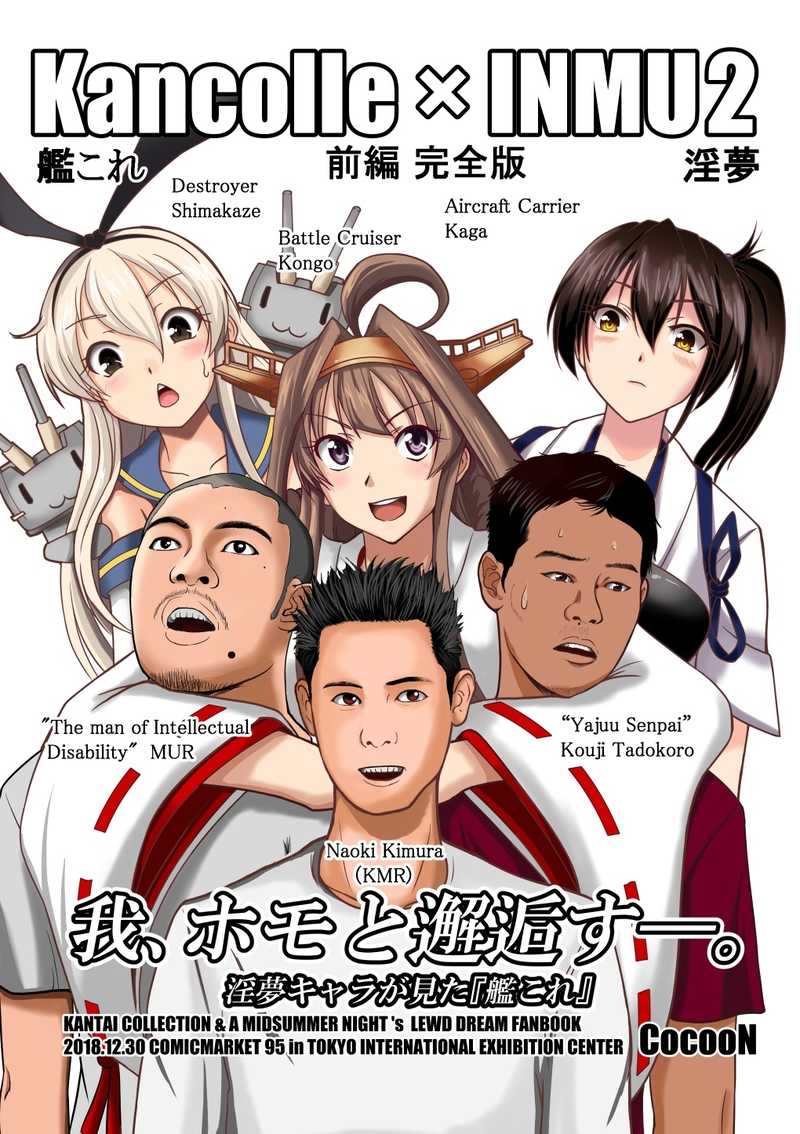 Kancolle × INMU2
艦これ 前編 完全版 淫夢
Destroyer
Shimakaze
Battle Cruiser
Kongo
Aircraft Carrier
Kaga
"The man of Intellectual
Disability" MUR
“Yajuu Senpai”
Kouji Tadokoro
Naoki Kimura
(KMR)
我、ホモと邂逅すー。
淫夢キャラが見た『艦これ』
KANTAI COLLECTION & A MIDSUMMER NIGHT 's LEWD DREAM FANBOOK
2018.12.30 COMICMARKET 95 in TOKYO INTERNATIONAL EXHIBITION CENTER
COCOON